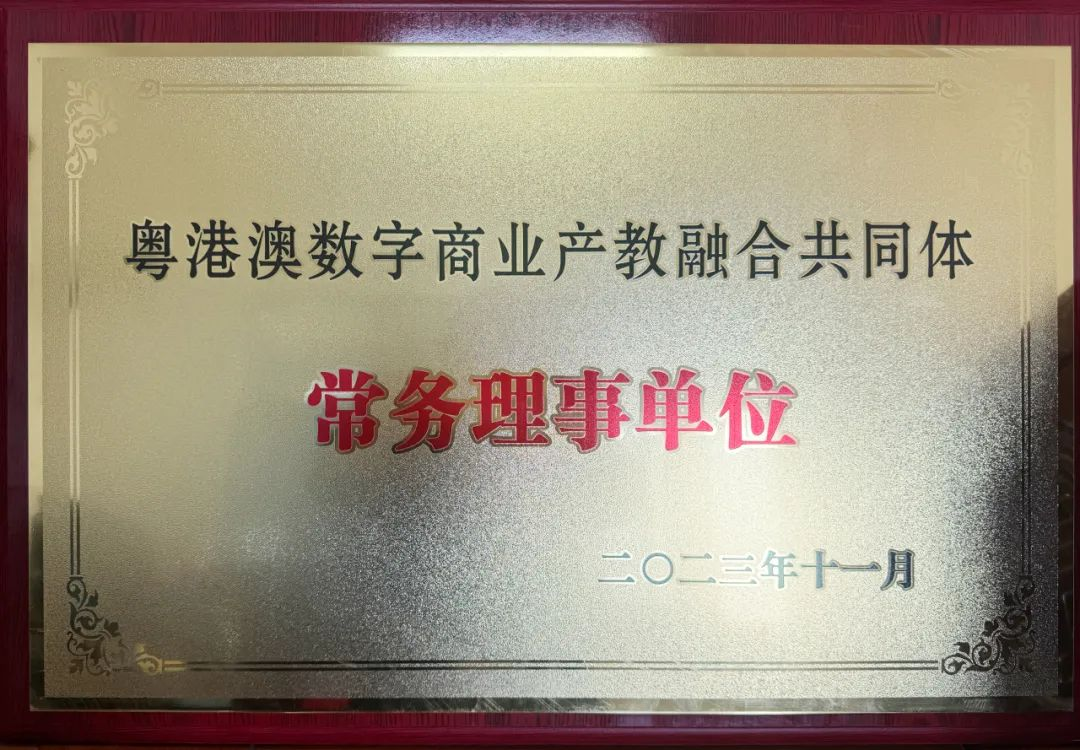 粤港澳数字商业产教融合共同体
常务理事单位
二〇二三年十一月